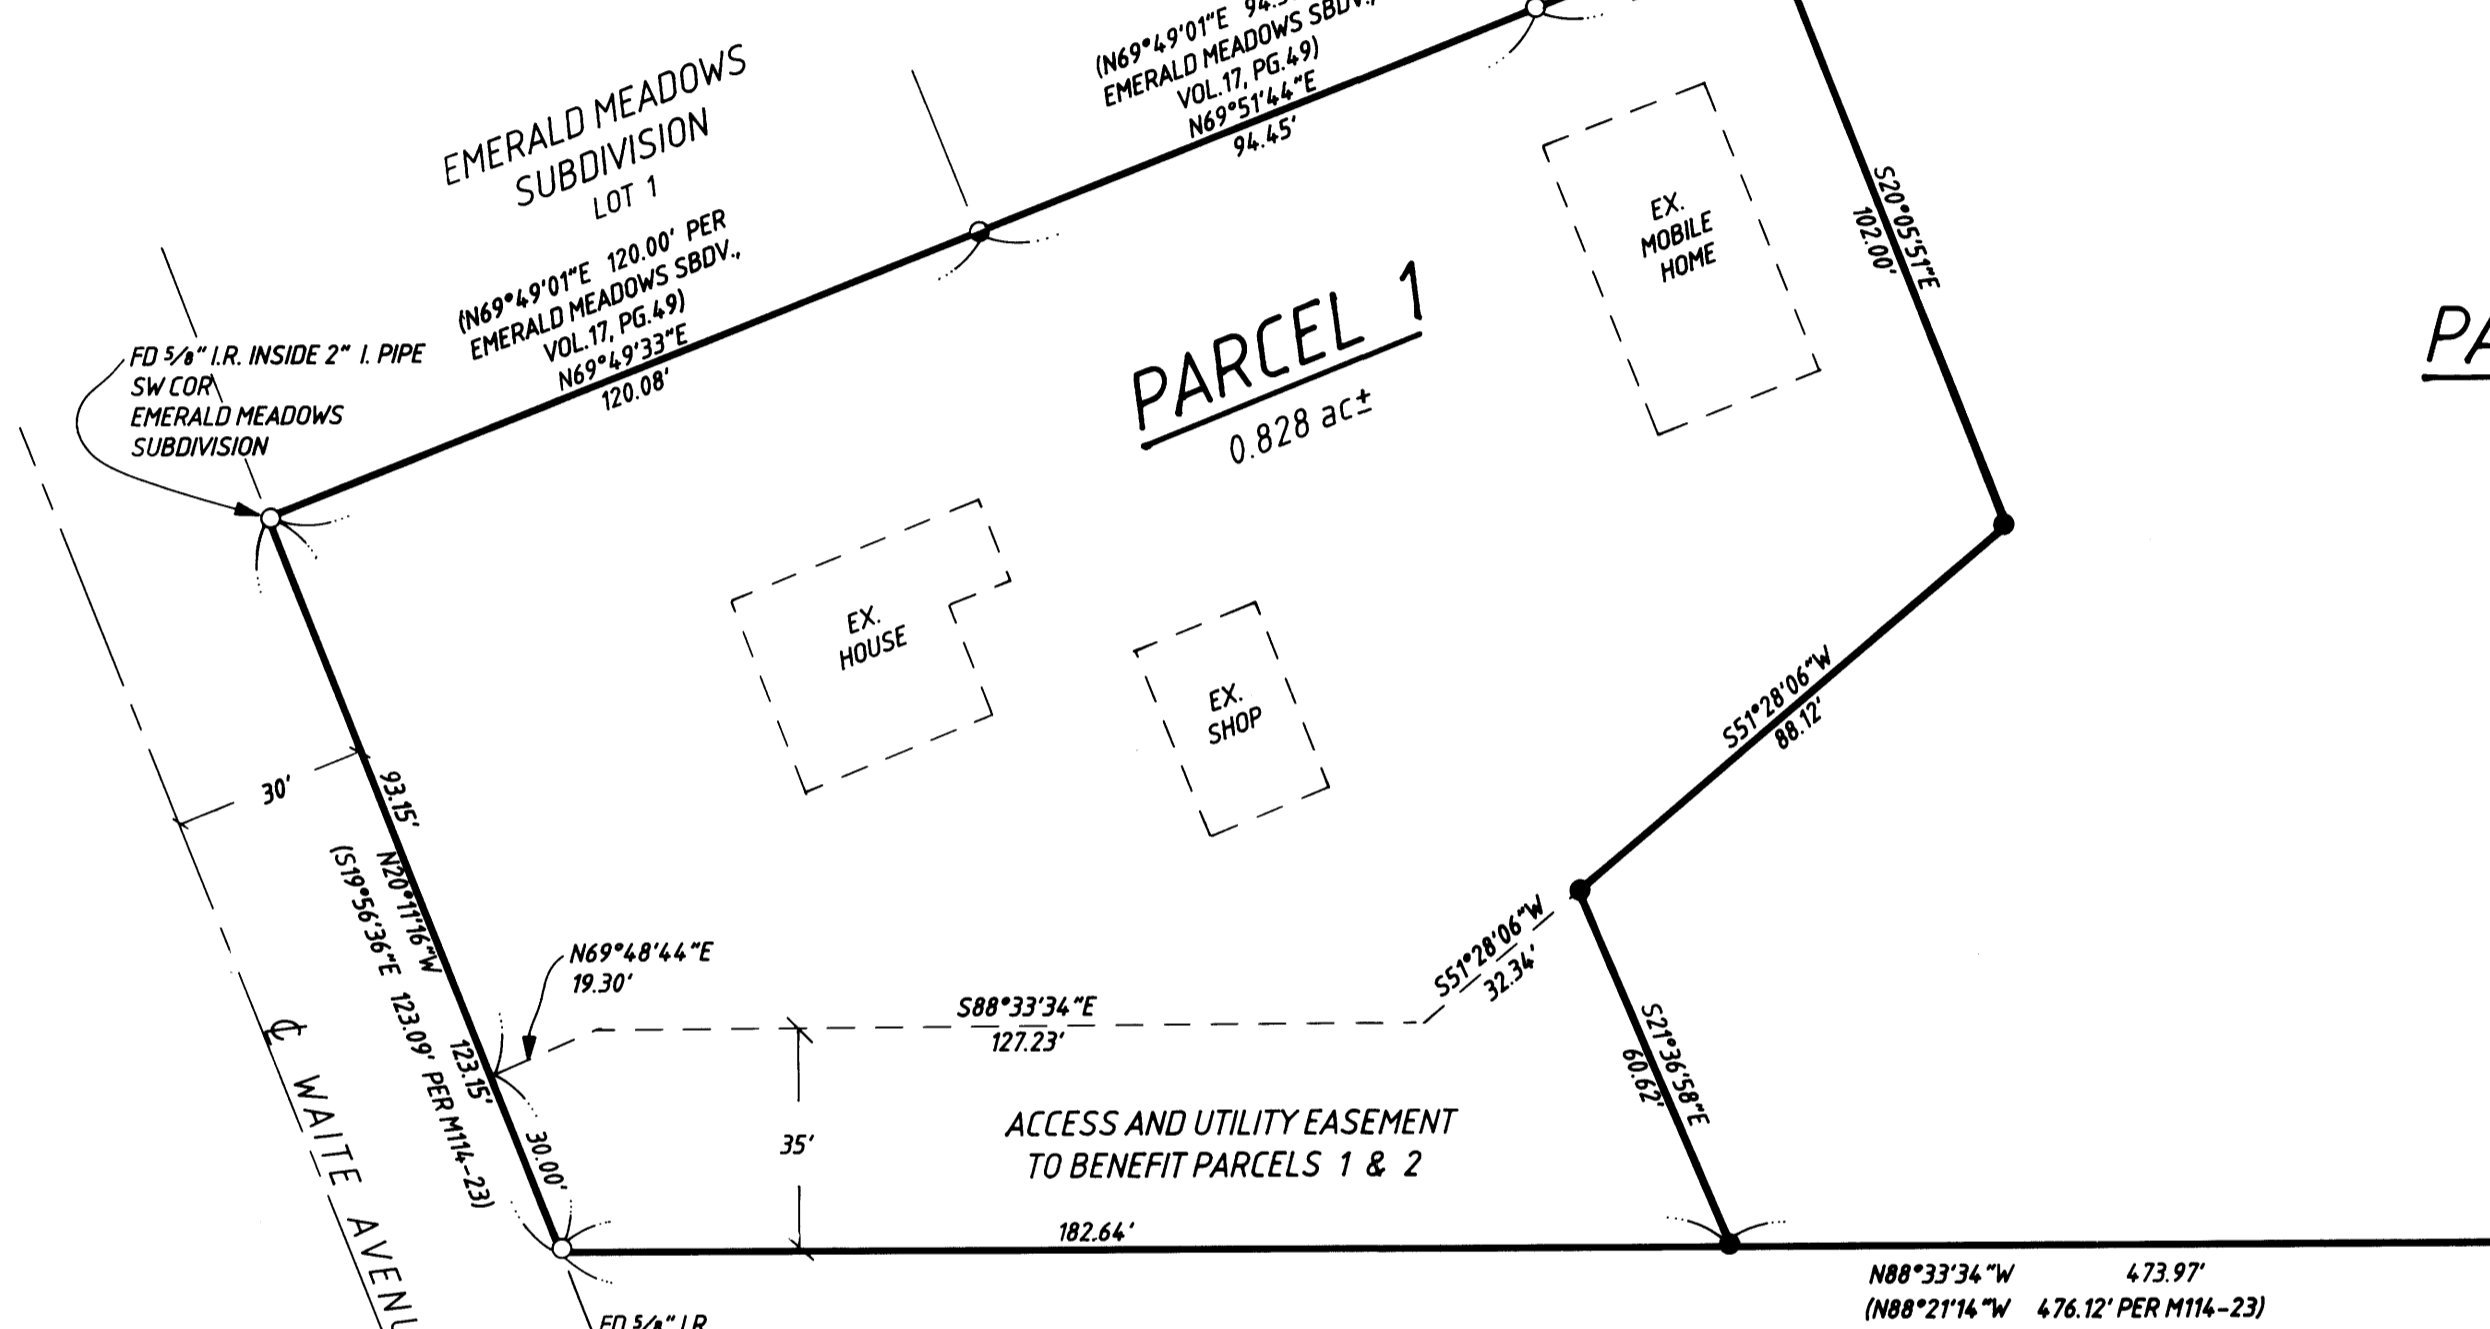 (N69°49'01"E 94.
EMERALD MEADOWS SBDV.,
VOL.17, PG.49)
N69°51'44"E
94.45'
EMERALD MEADOWS
SUBDIVISION
LOT 1
(N69°49'01"E 120.00' PER
EMERALD MEADOWS SBDV.,
VOL.17, PG.49)
N69°49'33"E
120.08'
FD 5/8" I.R. INSIDE 2" I. PIPE
SW COR
EMERALD MEADOWS
SUBDIVISION
EX.
MOBILE
HOME
S20°05'51"E
102.00'
PARCEL 1
0.828 ac±
PA
EX.
HOUSE
EX.
SHOP
S51°28'06"W
88.12'
30'
93.15'
N20°11'16"W
123.15'
(S19°56'36"E 123.09' PER M114-23)
30.00'
N69°48'44"E
19.30'
S88°33'34"E
127.23'
S51°28'06"W
32.34'
S21°36'58"E
60.62'
35'
ACCESS AND UTILITY EASEMENT
TO BENEFIT PARCELS 1 & 2
182.64'
℄ WAITE AVENU
N88°33'34"W 473.97'
(N88°21'14"W 476.12' PER M114-23)
FD 5/8" I.R.